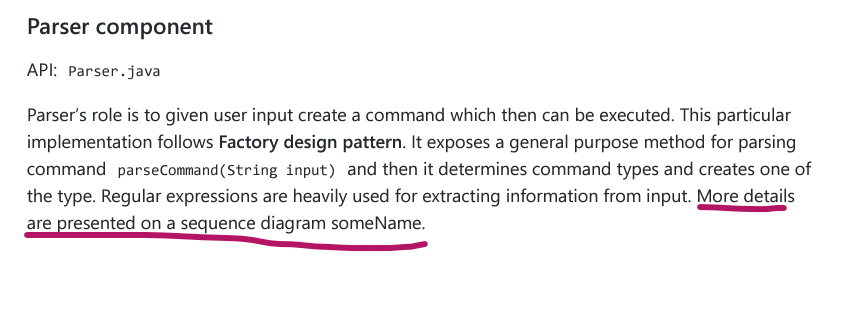 Parser component
API: Parser.java
Parser's role is to given user input create a command which then can be executed. This particular
implementation follows Factory design pattern. It exposes a general purpose method for parsing
command parseCommand(String input) and then it determines command types and creates one of
the type. Regular expressions are heavily used for extracting information from input. More details
are presented on a sequence diagram someName.